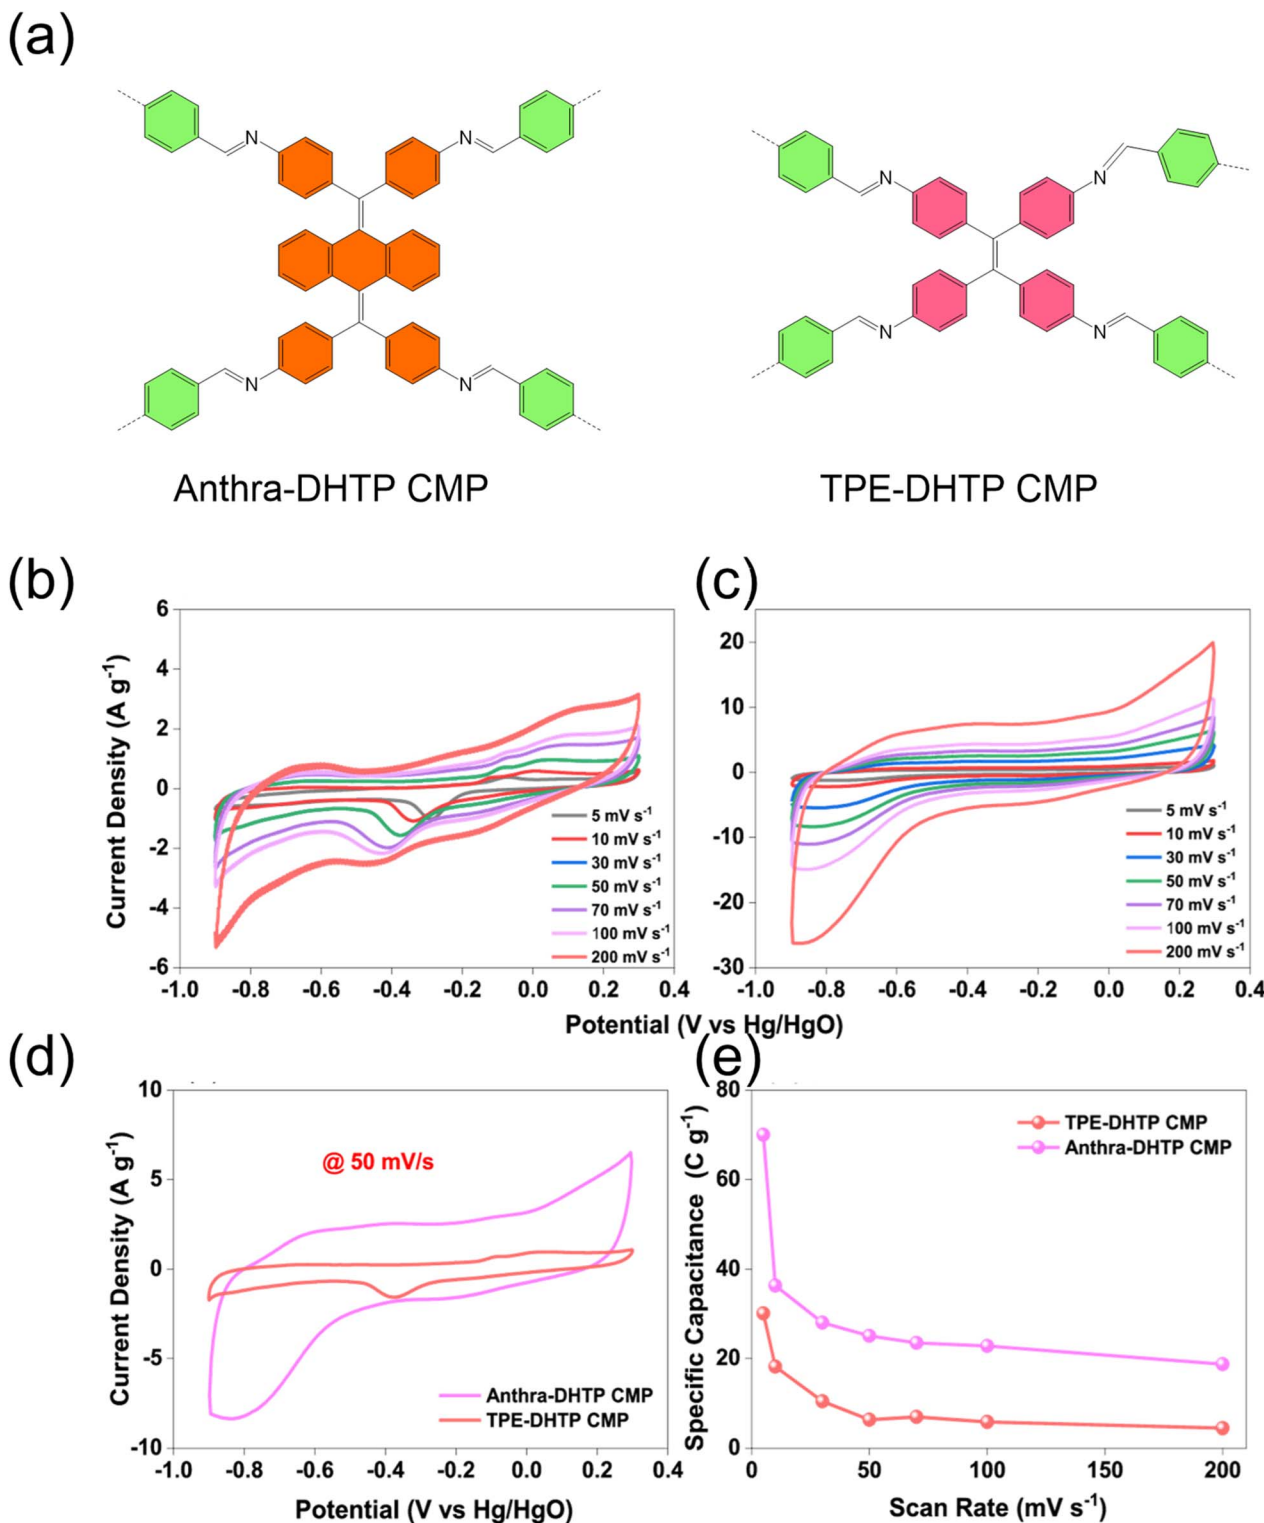 (a)
N N
N N
N N
N N
Anthra-DHTP CMP
TPE-DHTP CMP
(b)
Current Density (A g⁻¹)
6
4
2
0
-2
-4
-6
-1.0 -0.8 -0.6 -0.4 -0.2 0.0 0.2 0.4
5 mV s⁻¹
10 mV s⁻¹
30 mV s⁻¹
50 mV s⁻¹
70 mV s⁻¹
100 mV s⁻¹
200 mV s⁻¹
(c)
20
10
0
-10
-20
-30
-1.0 -0.8 -0.6 -0.4 -0.2 0.0 0.2 0.4
5 mV s⁻¹
10 mV s⁻¹
30 mV s⁻¹
50 mV s⁻¹
70 mV s⁻¹
100 mV s⁻¹
200 mV s⁻¹
Potential (V vs Hg/HgO)
(d)
Current Density (A g⁻¹)
10
5
0
-5
-10
-1.0 -0.8 -0.6 -0.4 -0.2 0.0 0.2 0.4
@ 50 mV/s
Anthra-DHTP CMP
TPE-DHTP CMP
Potential (V vs Hg/HgO)
(e)
Specific Capacitance (C g⁻¹)
80
60
40
20
0
0 50 100 150 200
TPE-DHTP CMP
Anthra-DHTP CMP
Scan Rate (mV s⁻¹)